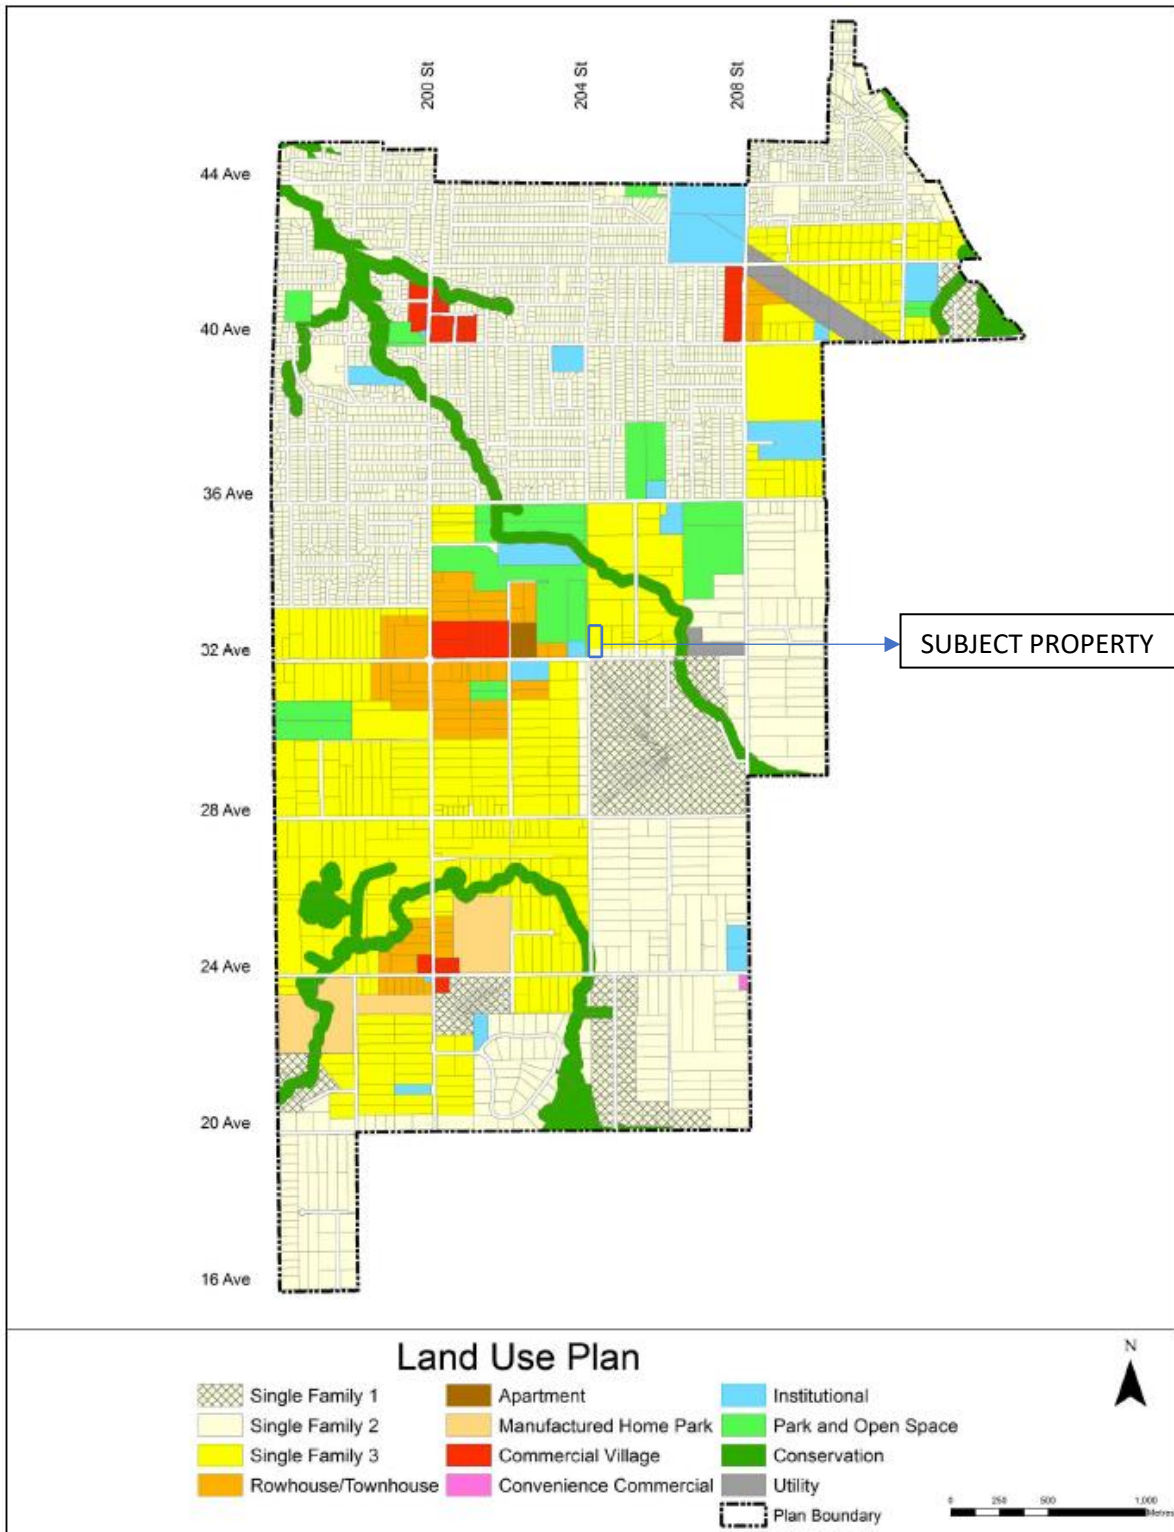 200 St
204 St
208 St
44 Ave
40 Ave
36 Ave
32 Ave
SUBJECT PROPERTY
28 Ave
24 Ave
20 Ave
16 Ave
Land Use Plan
N
Single Family 1
Apartment
Institutional
Single Family 2
Manufactured Home Park
Park and Open Space
Single Family 3
Commercial Village
Conservation
Rowhouse/Townhouse
Convenience Commercial
Utility
Plan Boundary
0 250 500 1,000
Metres